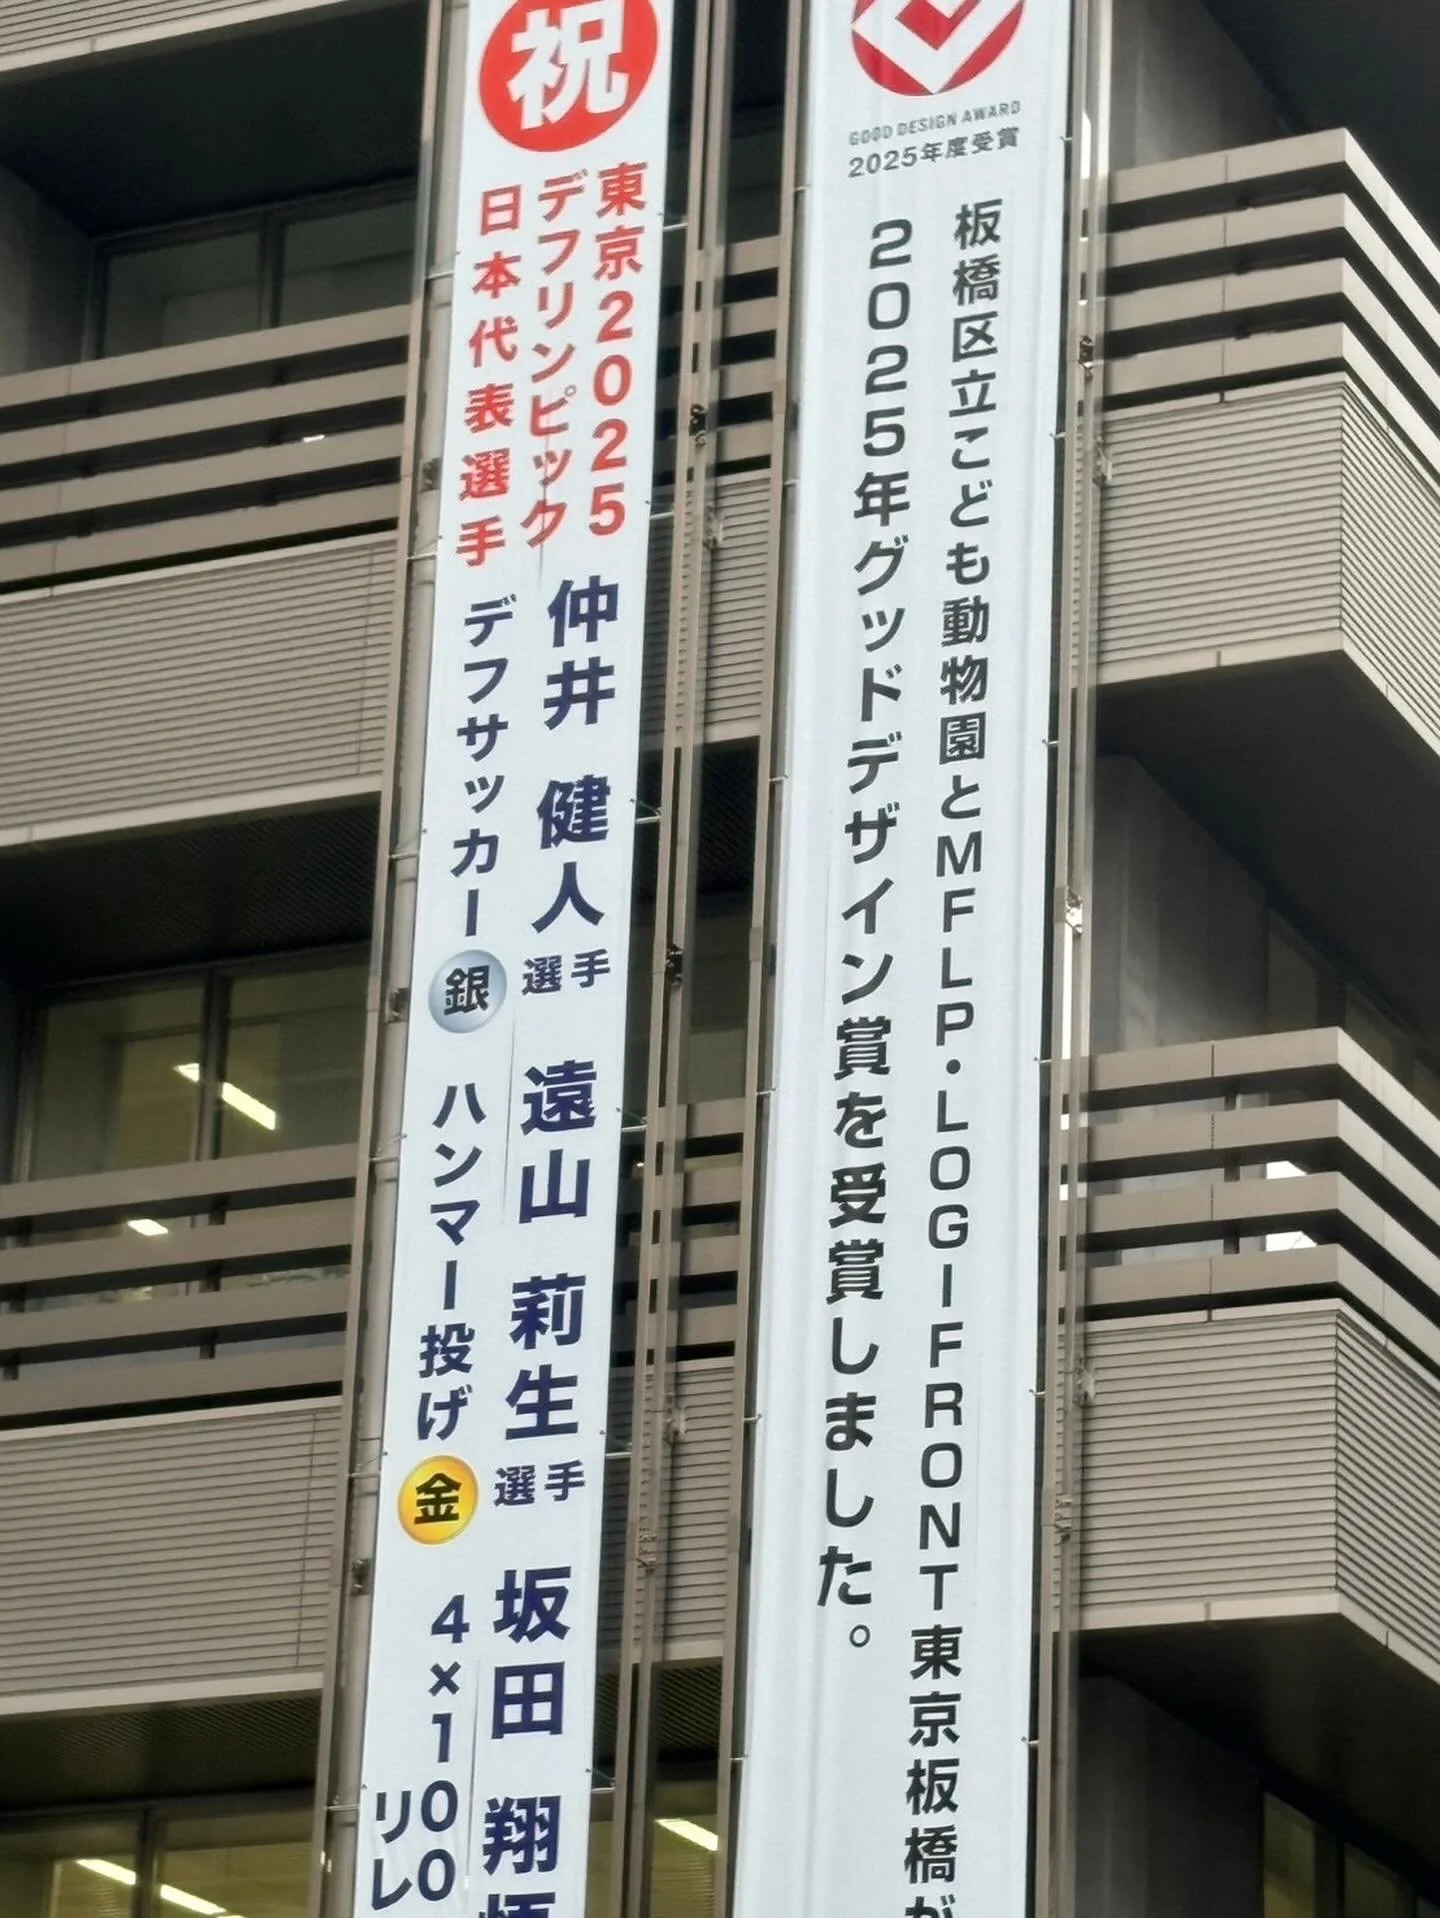 祝
東京2025
デフリンピック
日本代表選手
仲井 健人 選手
デフサッカー 銀
遠山 莉生 選手
ハンマー投げ 金
坂田 翔
4×100
リレ
GOOD DESIGN AWARD
2025年度受賞
板橋区立こども動物園とMFLP・LOGIFRONT東京板橋が
2025年グッドデザイン賞を受賞しました。